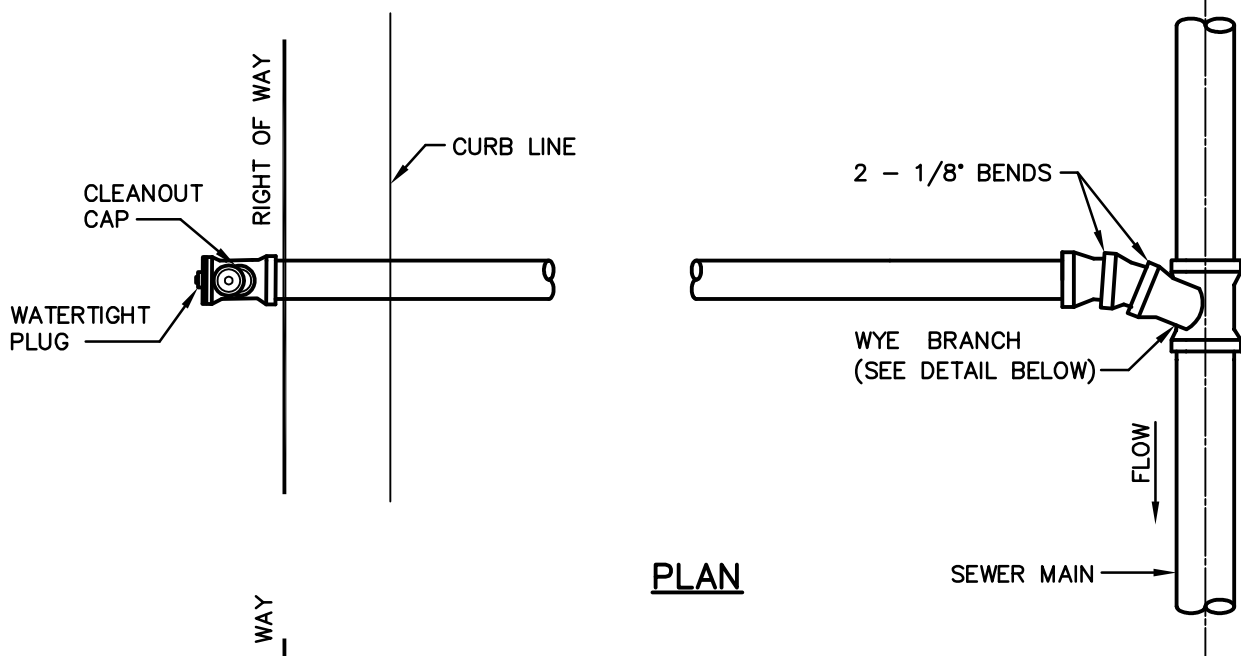 RIGHT OF WAY
CURB LINE
CLEANOUT
CAP
2 - 1/8° BENDS
WATERTIGHT
PLUG
WYE BRANCH
(SEE DETAIL BELOW)
FLOW
PLAN
SEWER MAIN
WAY